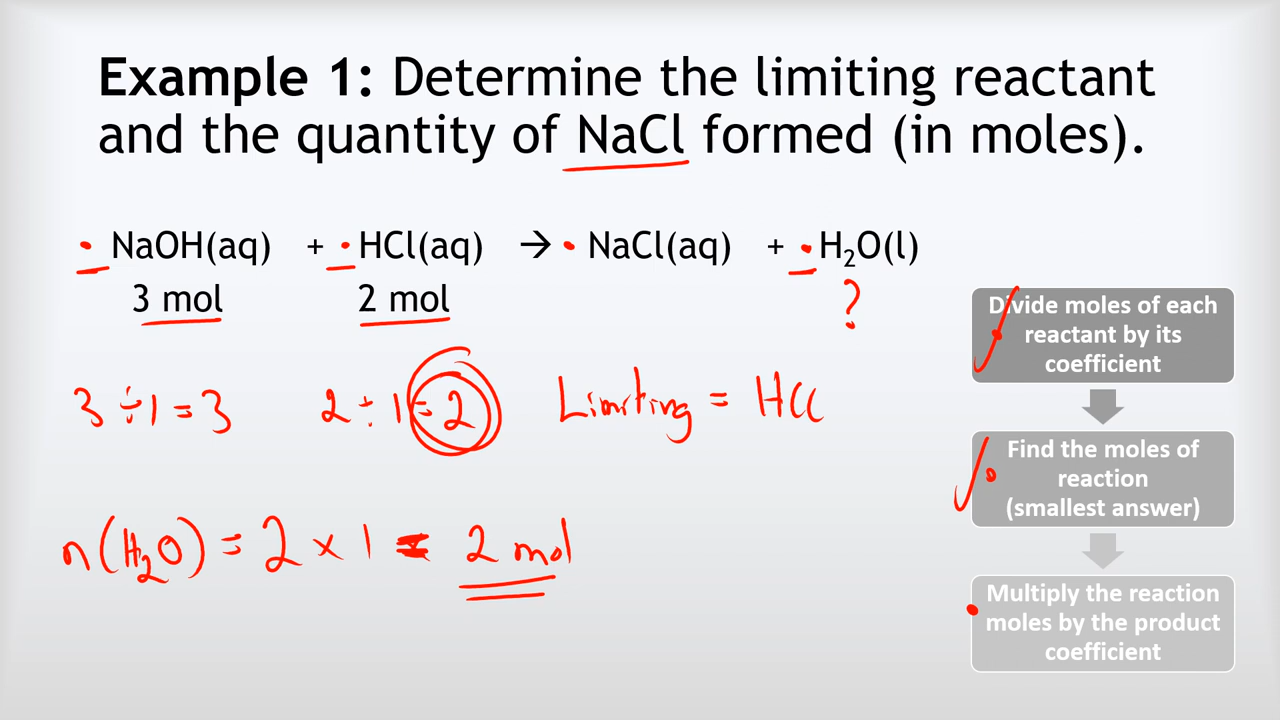 Example 1: Determine the limiting reactant
and the quantity of NaCl formed (in moles).
NaOH(aq) + HCl(aq) → NaCl(aq) + H₂O(l)
3 mol 2 mol ?
3 ÷ 1 = 3 2 ÷ 1 = 2 Limiting = HCl
n(H₂O) = 2 × 1 = 2 mol
Divide moles of each
reactant by its
coefficient
Find the moles of
reaction
(smallest answer)
Multiply the reaction
moles by the product
coefficient